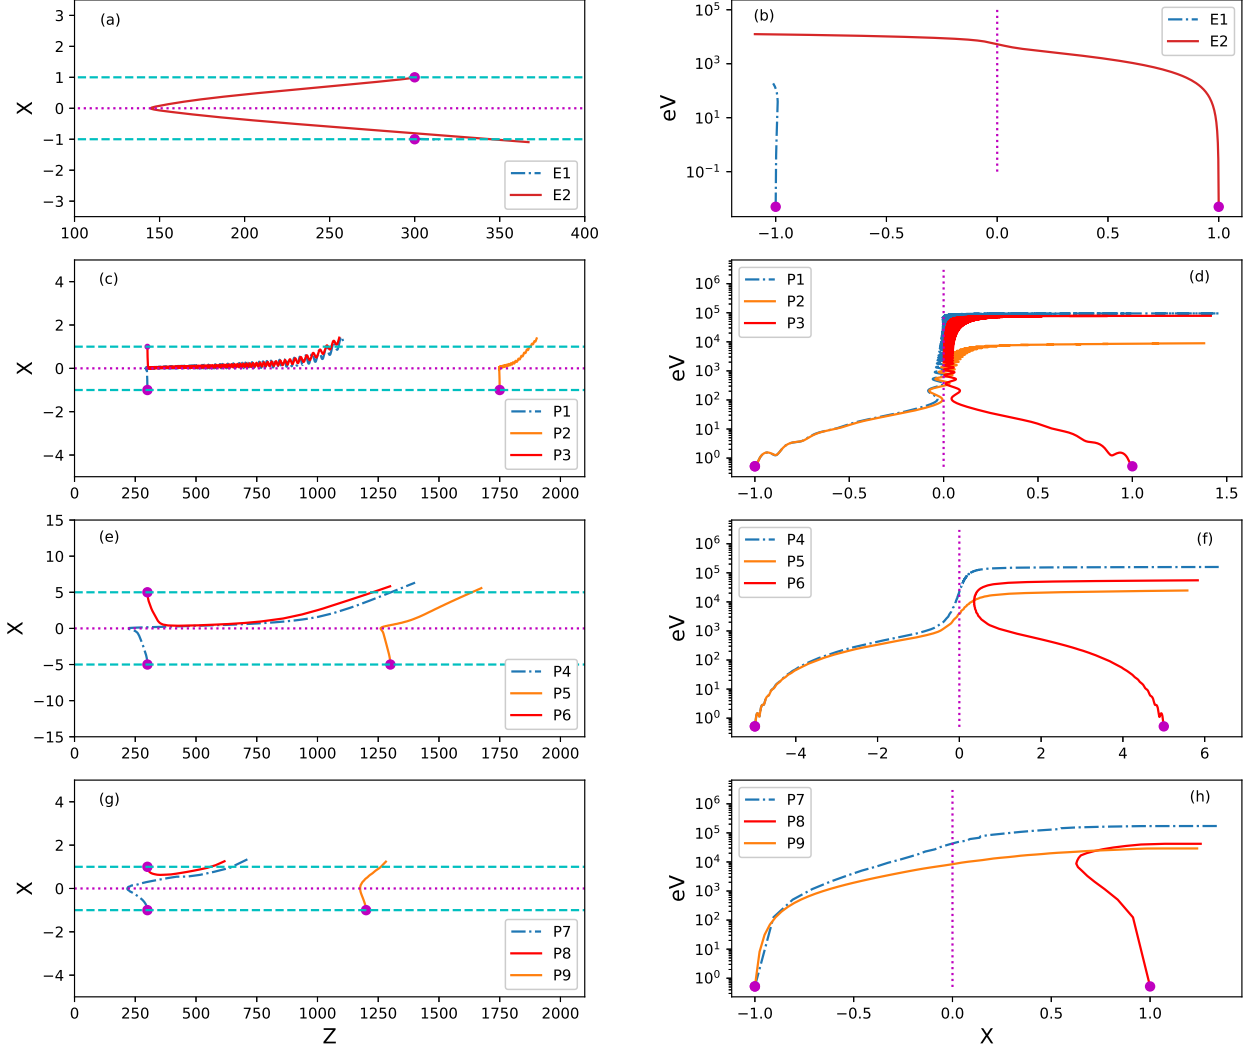 (a)
3
2
1
0
−1
−2
−3
X
E1
E2
100
150
200
250
300
350
400
(b)
10^5
10^3
10^1
10^−1
eV
E1
E2
−1.0
−0.5
0.0
0.5
1.0
(c)
4
2
0
−2
−4
X
P1
P2
P3
0
250
500
750
1000
1250
1500
1750
2000
(d)
10^6
10^5
10^4
10^3
10^2
10^1
10^0
eV
P1
P2
P3
−1.0
−0.5
0.0
0.5
1.0
1.5
(e)
15
10
5
0
−5
−10
−15
X
P4
P5
P6
0
250
500
750
1000
1250
1500
1750
2000
(f)
10^6
10^5
10^4
10^3
10^2
10^1
10^0
eV
P4
P5
P6
−4
−2
0
2
4
6
(g)
4
2
0
−2
−4
X
P7
P8
P9
0
250
500
750
1000
1250
1500
1750
2000
Z
(h)
10^6
10^5
10^4
10^3
10^2
10^1
10^0
eV
P7
P8
P9
−1.0
−0.5
0.0
0.5
1.0
X